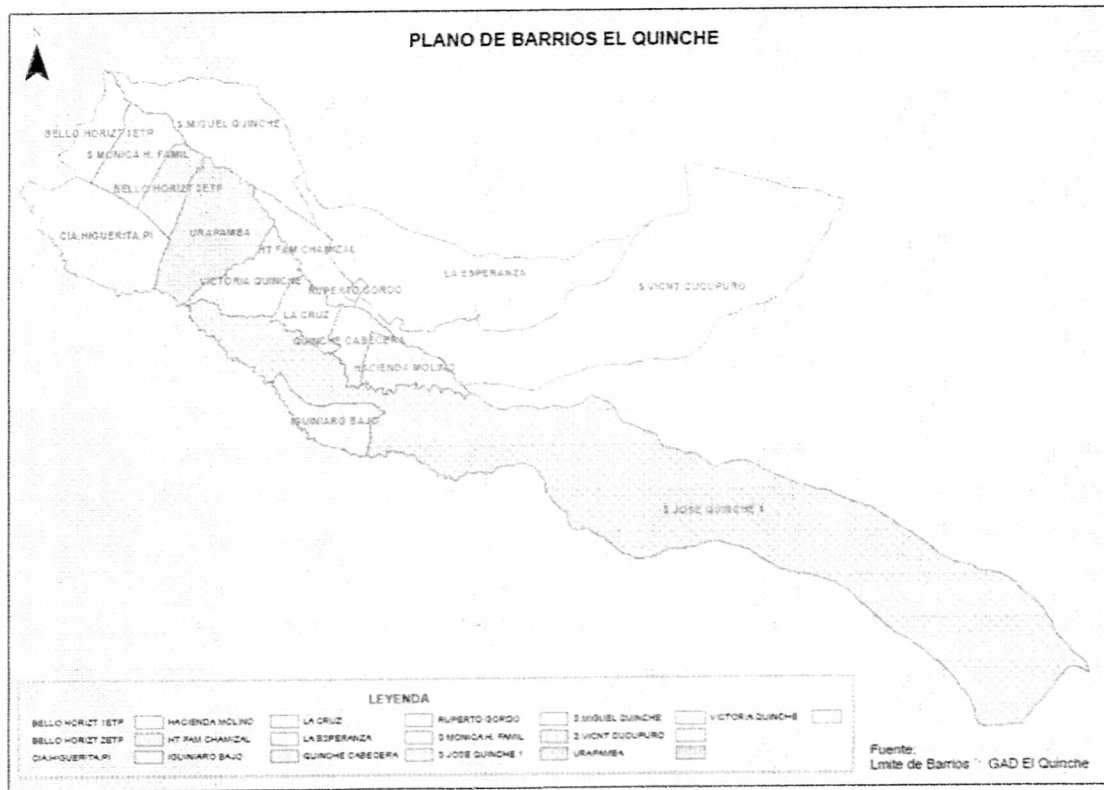 PLANO DE BARRIOS EL QUINCHE
N
S.MIGUEL QUINCHE
BELLO HORIZT 1ETP
S MONICA H. FAMIL
BELLO HORIZT 2ETP
CIA.HIGUERITA.PI
URAPAMBA
HT FAM CHAMIZAL
LA ESPERANZA
VICTORIA QUINCHE
S.VICNT CUCUPURO
RUPERTO GORDO
LA CRUZ
QUINCHE CABECERA
HACIENDA MOLINO
IGUINIARO BAJO
S JOSE QUINCHE 1
LEYENDA
BELLO HORIZT 1ETP HACIENDA MOLINO LA CRUZ RUPERTO GORDO S.MIGUEL QUINCHE VICTORIA QUINCHE
BELLO HORIZT 2ETP HT FAM CHAMIZAL LA ESPERANZA S MONICA H. FAMIL S.VICNT CUCUPURO
CIA.HIGUERITA.PI IGUINIARO BAJO QUINCHE CABECERA S JOSE QUINCHE 1 URAPAMBA
Fuente:
Lmite de Barrios : GAD El Quinche